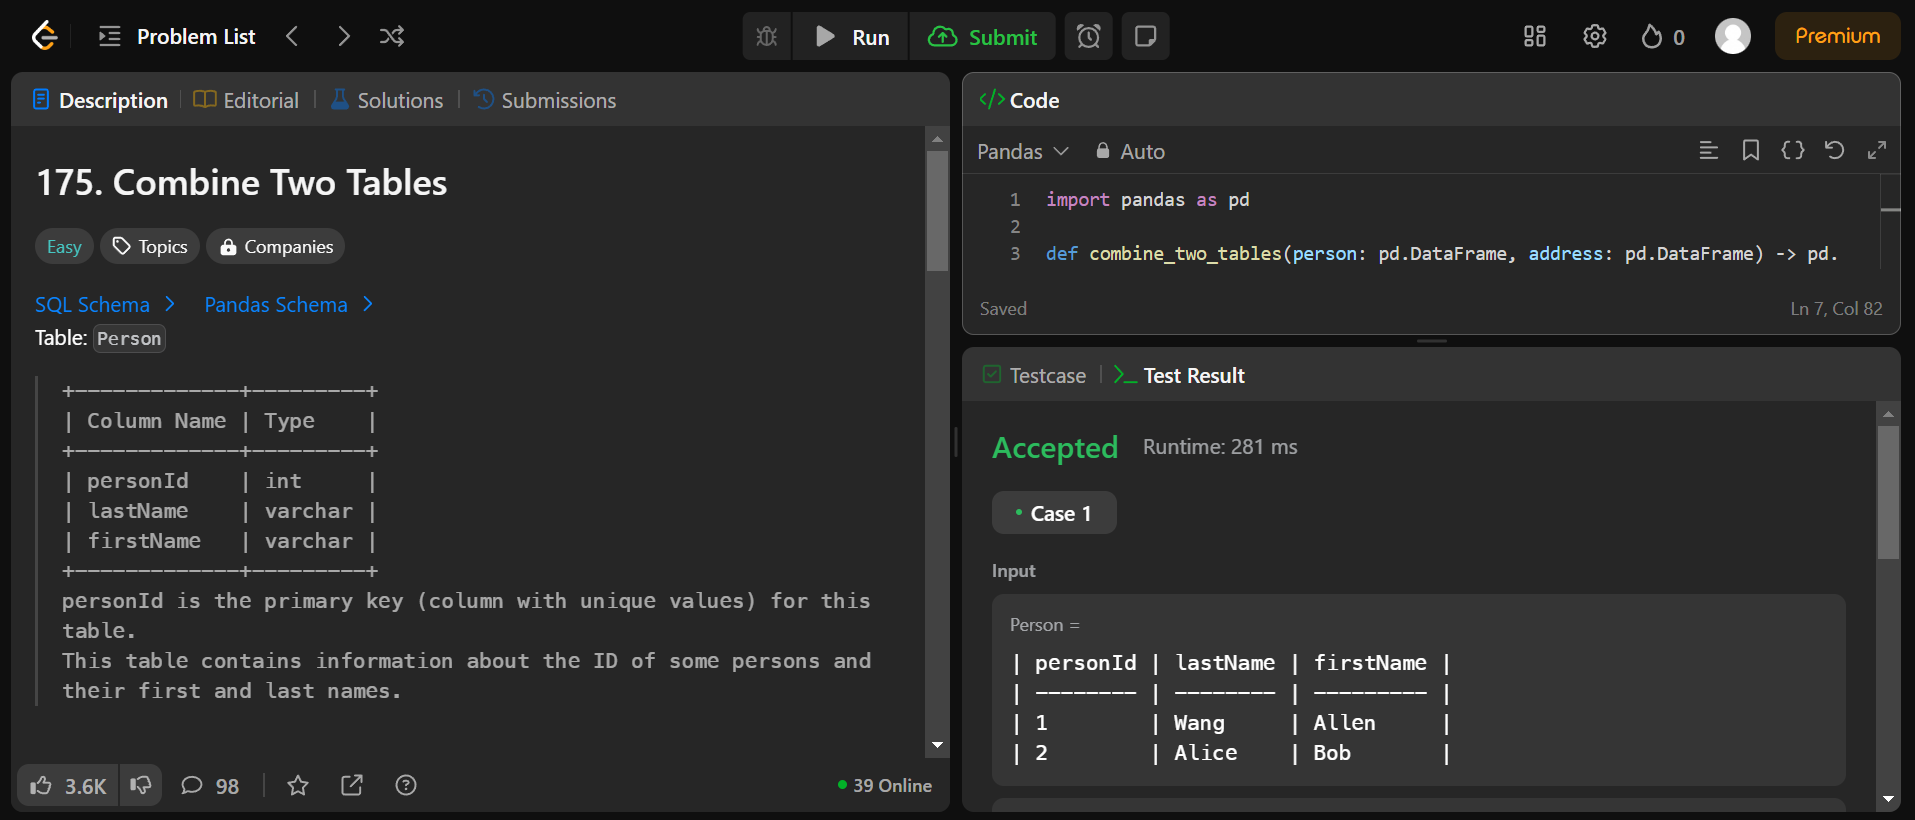 Problem List
Run
Submit
0
Premium
Description
Editorial
Solutions
Submissions
175. Combine Two Tables
Easy
Topics
Companies
SQL Schema
Pandas Schema
Table: Person
+-------------+---------+
| Column Name | Type    |
+-------------+---------+
| personId    | int     |
| lastName    | varchar |
| firstName   | varchar |
+-------------+---------+
personId is the primary key (column with unique values) for this
table.
This table contains information about the ID of some persons and
their first and last names.
3.6K
98
39 Online
</> Code
Pandas
Auto
{}
1 import pandas as pd
2
3 def combine_two_tables(person: pd.DataFrame, address: pd.DataFrame) -> pd.
Saved
Ln 7, Col 82
Testcase
Test Result
Accepted
Runtime: 281 ms
Case 1
Input
Person =
| personId | lastName | firstName |
| -------- | -------- | --------- |
| 1        | Wang     | Allen     |
| 2        | Alice    | Bob       |